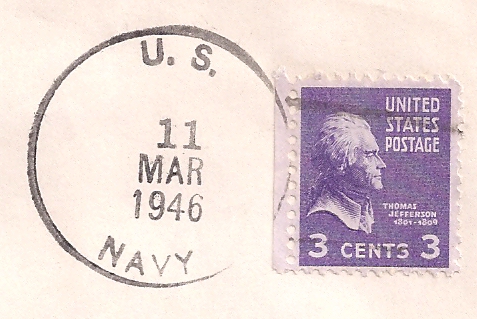 U. S.
11
MAR
1946
NAVY
UNITED
STATES
POSTAGE
THOMAS
JEFFERSON
1801-1809
3 CENTS 3